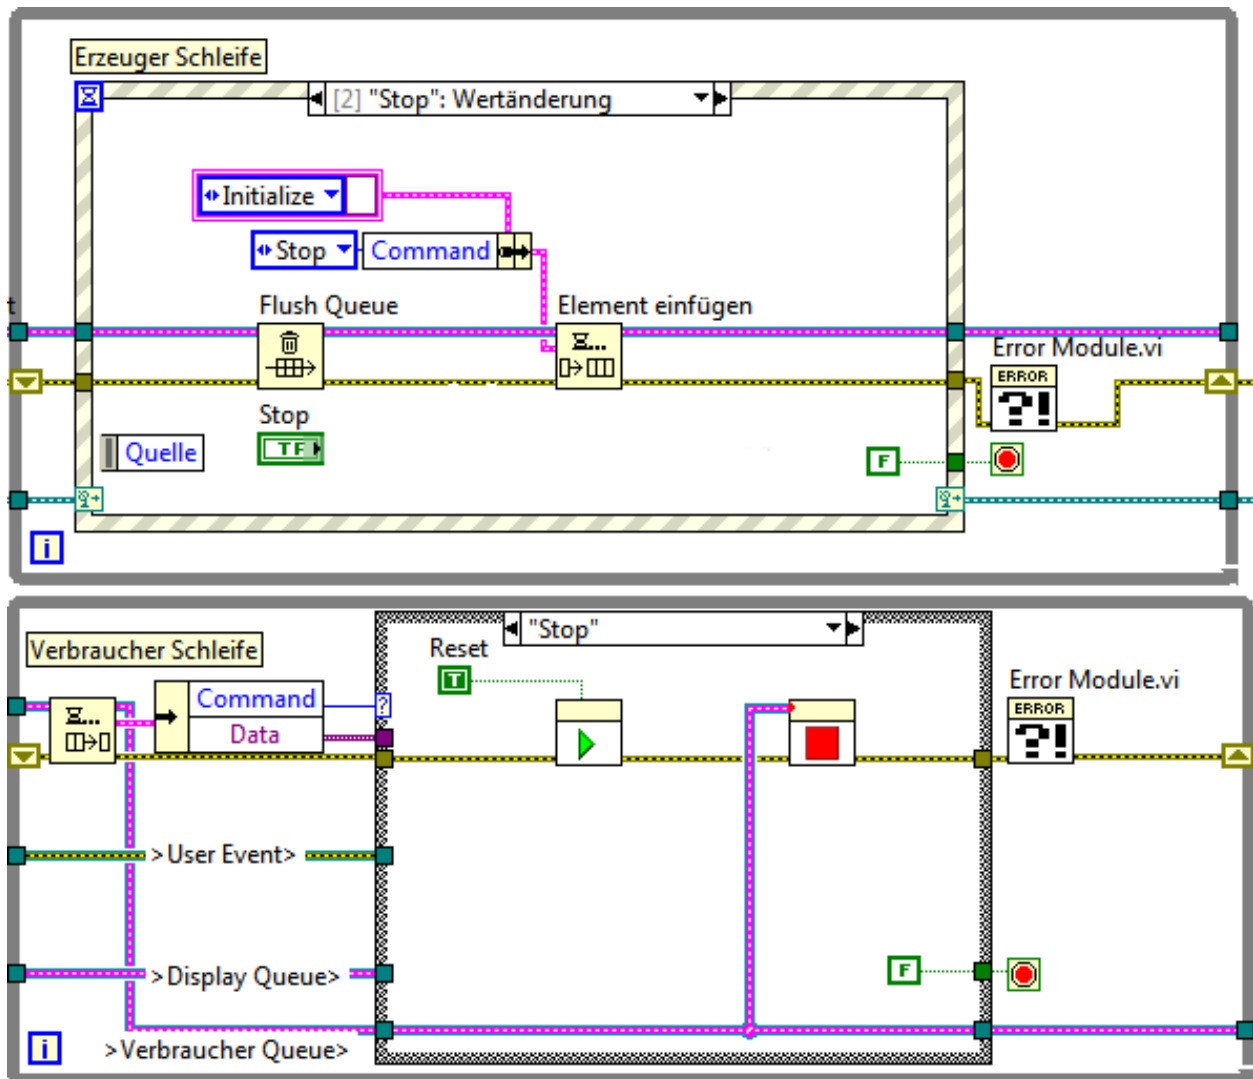 Erzeuger Schleife
[2] "Stop": Wertänderung
Initialize
Stop Command
t
Flush Queue
Element einfügen
Error Module.vi
ERROR
?!
Stop
TF
Quelle
F
i
Verbraucher Schleife
"Stop"
Reset
T
Command
?
Data
Error Module.vi
ERROR
?!
>User Event>
>Display Queue>
F
>Verbraucher Queue>
i